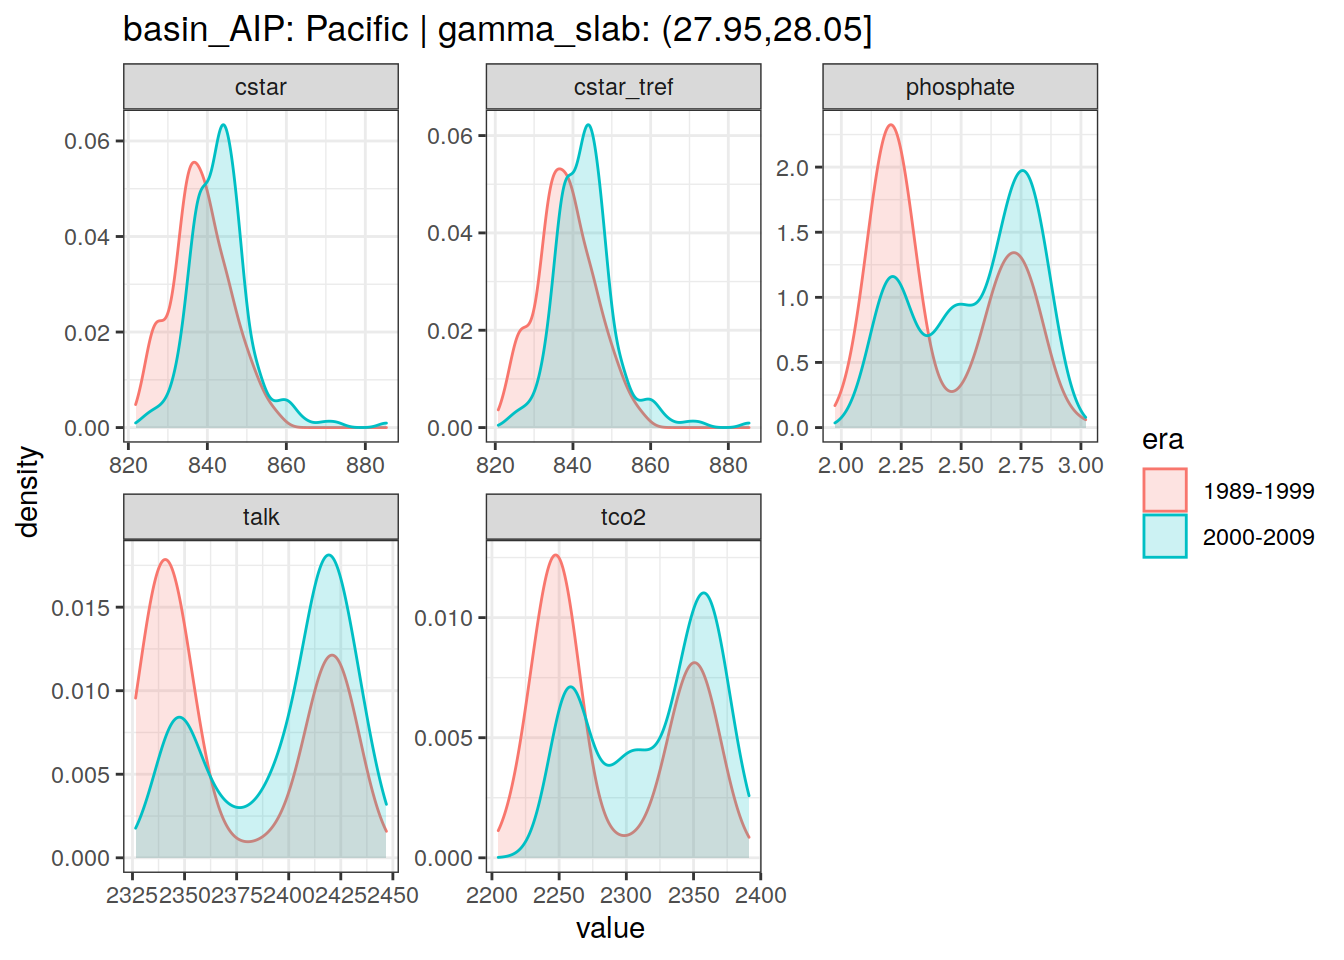 basin_AIP: Pacific | gamma_slab: (27.95,28.05]
cstar
cstar_tref
phosphate
0.06
0.04
0.02
0.00
820 840 860 880
0.06
0.04
0.02
0.00
820 840 860 880
2.0
1.5
1.0
0.5
0.0
2.00 2.25 2.50 2.75 3.00
talk
tco2
0.015
0.010
0.005
0.000
2325 2350 2375 2400 2425 2450
0.010
0.005
0.000
2200 2250 2300 2350 2400
density
value
era
1989-1999
2000-2009